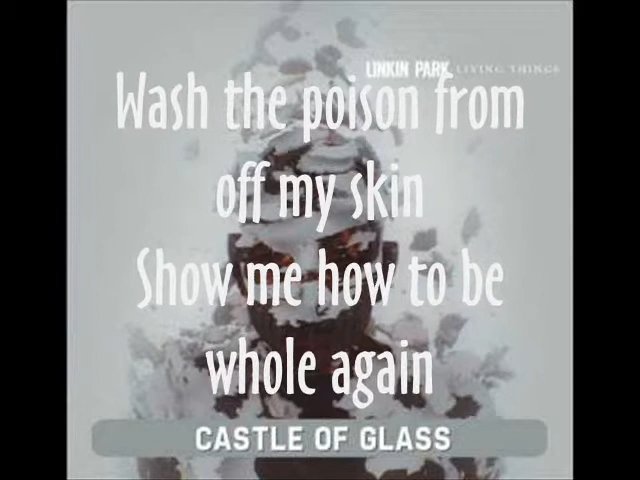 LINKIN PARK LIVING THINGS
Wash the poison from
off my skin
Show me how to be
whole again
CASTLE OF GLASS